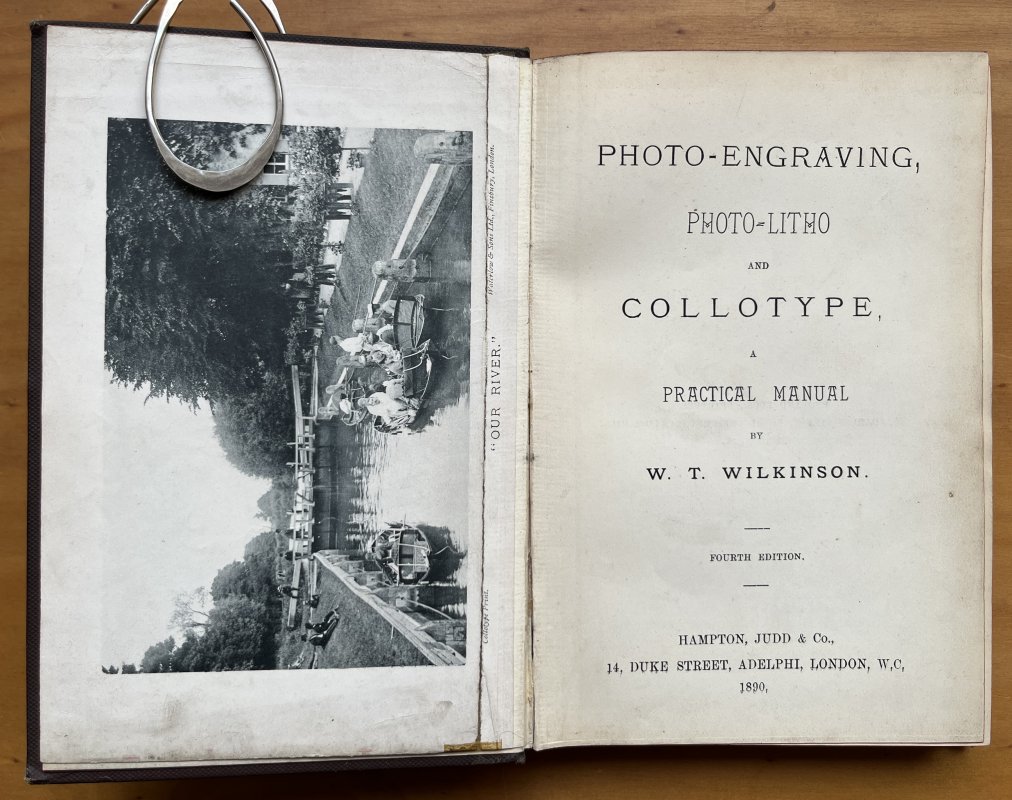 "OUR RIVER."
Collotype Print.
Waterlow & Sons Ltd., Finsbury, London.
PHOTO-ENGRAVING,
PHOTO-LITHO
AND
COLLOTYPE,
A
PRACTICAL MANUAL
BY
W. T. WILKINSON.
FOURTH EDITION.
HAMPTON, JUDD & Co.,
14, DUKE STREET, ADELPHI, LONDON, W,C,
1890,